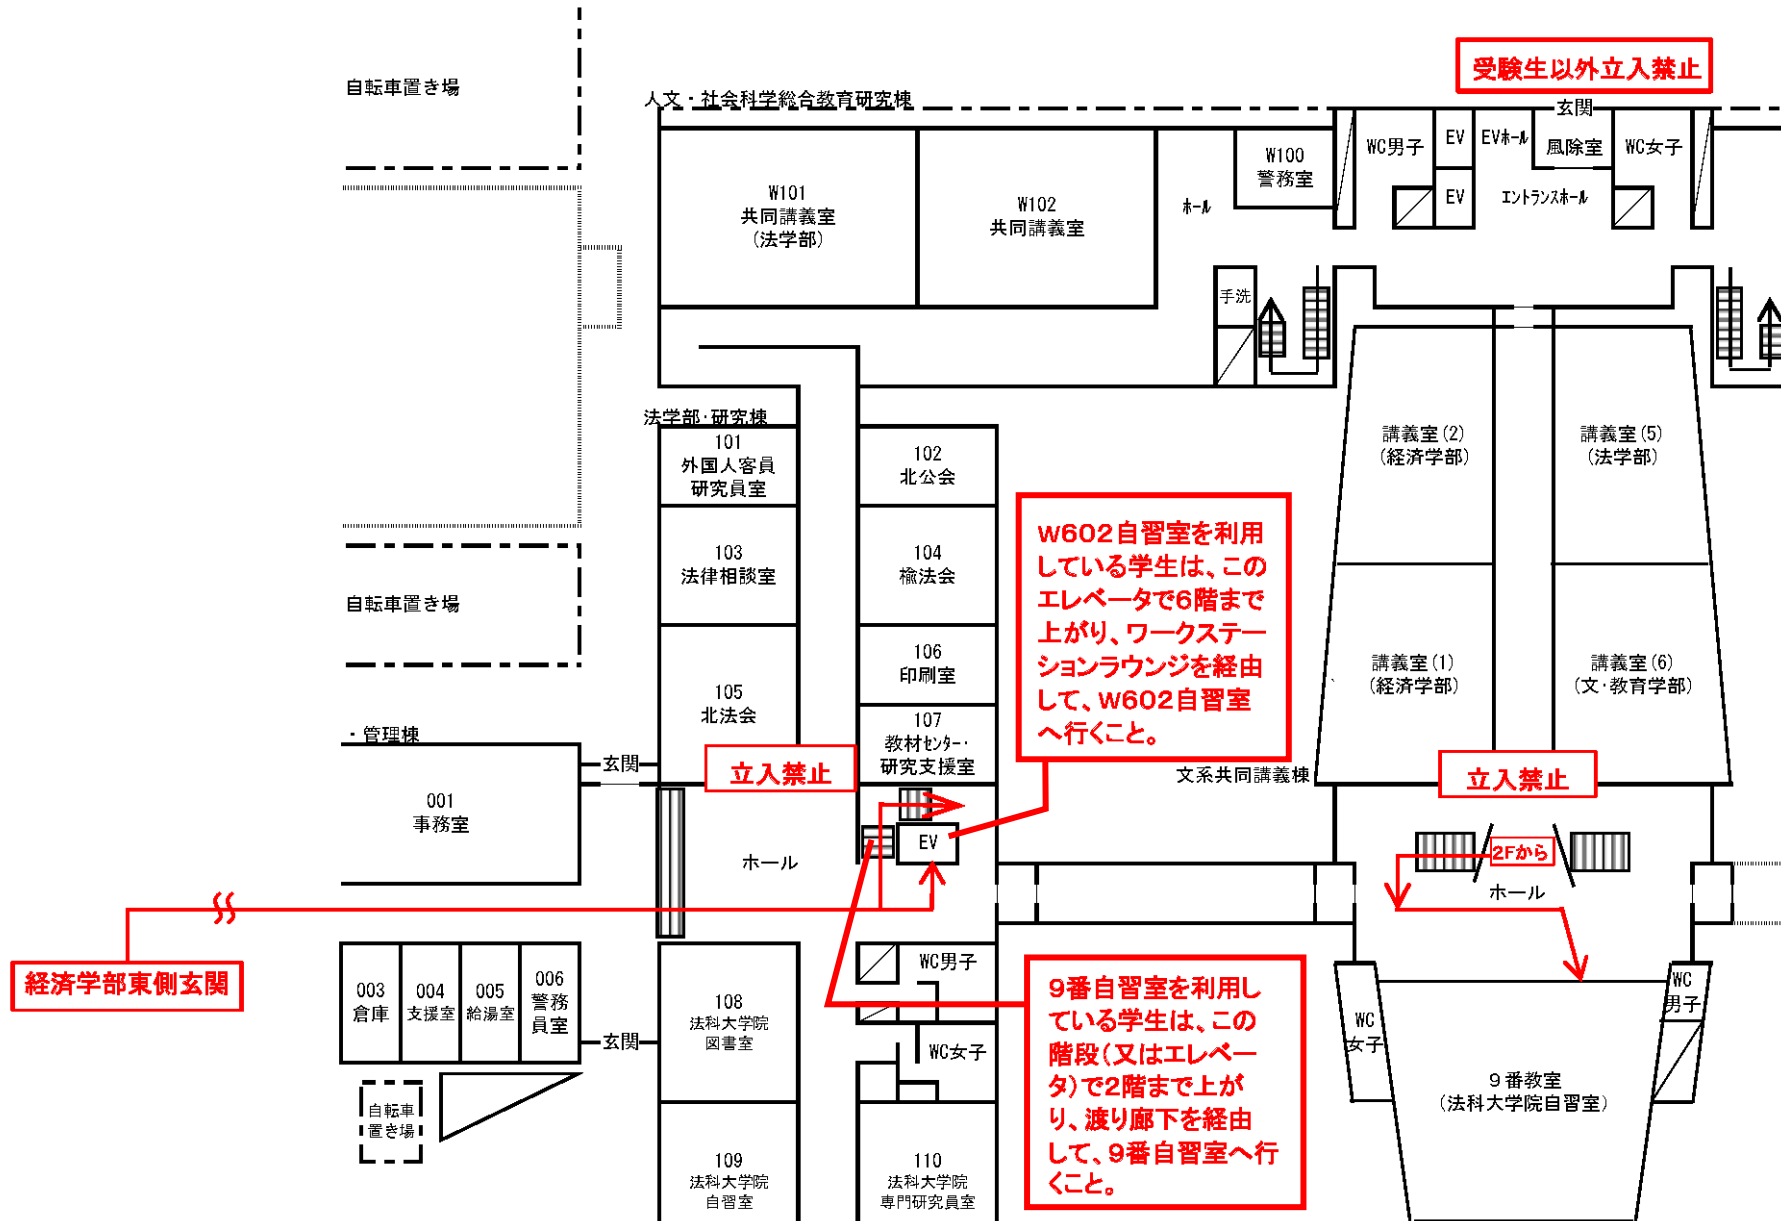 受験生以外立入禁止
自転車置き場
人文・社会科学総合教育研究棟
玄関
WC男子
EV
EVホール
風除室
WC女子
W100
警務室
W101
共同講義室
(法学部)
W102
共同講義室
ホール
EV
エントランスホール
手洗
法学部・研究棟
101
外国人客員
研究員室
102
北公会
講義室(2)
(経済学部)
講義室(5)
(法学部)
103
法律相談室
104
楡法会
W602自習室を利用
している学生は、この
エレベータで6階まで
上がり、ワークステー
ションラウンジを経由
して、W602自習室
へ行くこと。
自転車置き場
106
印刷室
講義室(1)
(経済学部)
講義室(6)
(文・教育学部)
105
北法会
107
教材センター・
研究支援室
・管理棟
玄関
立入禁止
文系共同講義棟
立入禁止
001
事務室
ホール
EV
2Fから
ホール
経済学部東側玄関
003
倉庫
004
支援室
005
給湯室
006
警務
員室
玄関
108
法科大学院
図書室
WC男子
WC女子
9番自習室を利用し
ている学生は、この
階段(又はエレベー
タ)で2階まで上が
り、渡り廊下を経由
して、9番自習室へ行
くこと。
WC
女子
WC
男子
9番教室
(法科大学院自習室)
自転車
置き場
109
法科大学院
自習室
110
法科大学院
専門研究員室